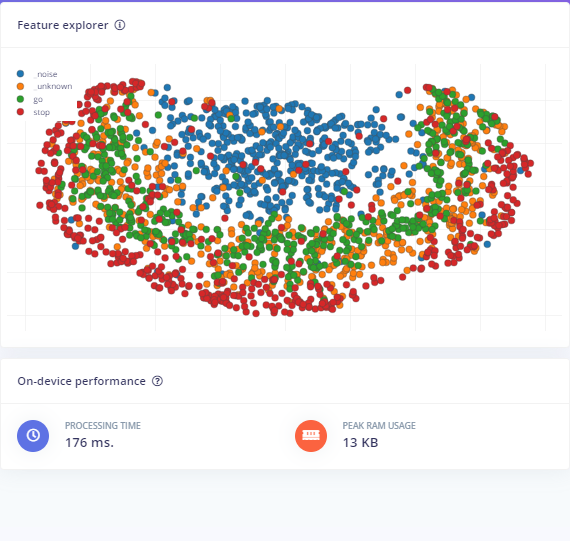 Feature explorer
_noise
_unknown
go
stop
On-device performance
PROCESSING TIME
176 ms.
PEAK RAM USAGE
13 KB